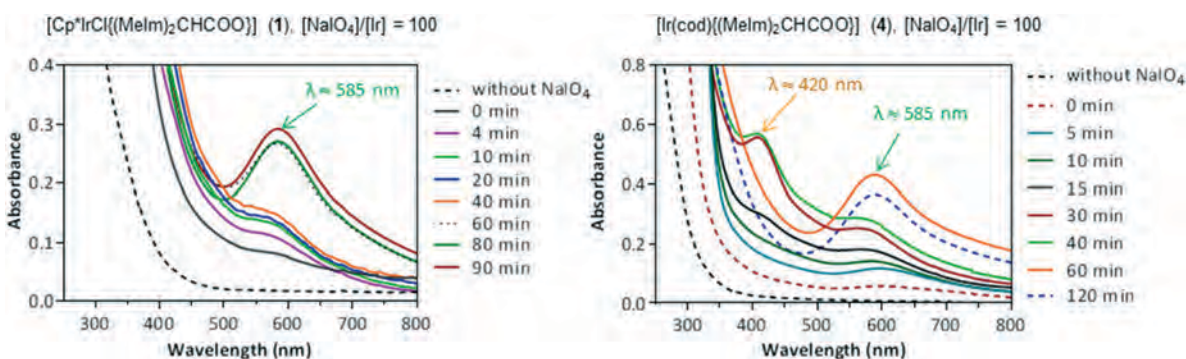 [Cp*IrCl{(MeIm)₂CHCOO}] (1), [NaIO₄]/[Ir] = 100
0.4
0.3
0.2
0.1
0.0
Absorbance
300 400 500 600 700 800
Wavelength (nm)
λ ≈ 585 nm
without NaIO₄
0 min
4 min
10 min
20 min
40 min
60 min
80 min
90 min
[Ir(cod){(MeIm)₂CHCOO}] (4), [NaIO₄]/[Ir] = 100
0.8
0.6
0.4
0.2
0.0
Absorbance
300 400 500 600 700 800
Wavelength (nm)
λ ≈ 420 nm
λ ≈ 585 nm
without NaIO₄
0 min
5 min
10 min
15 min
30 min
40 min
60 min
120 min